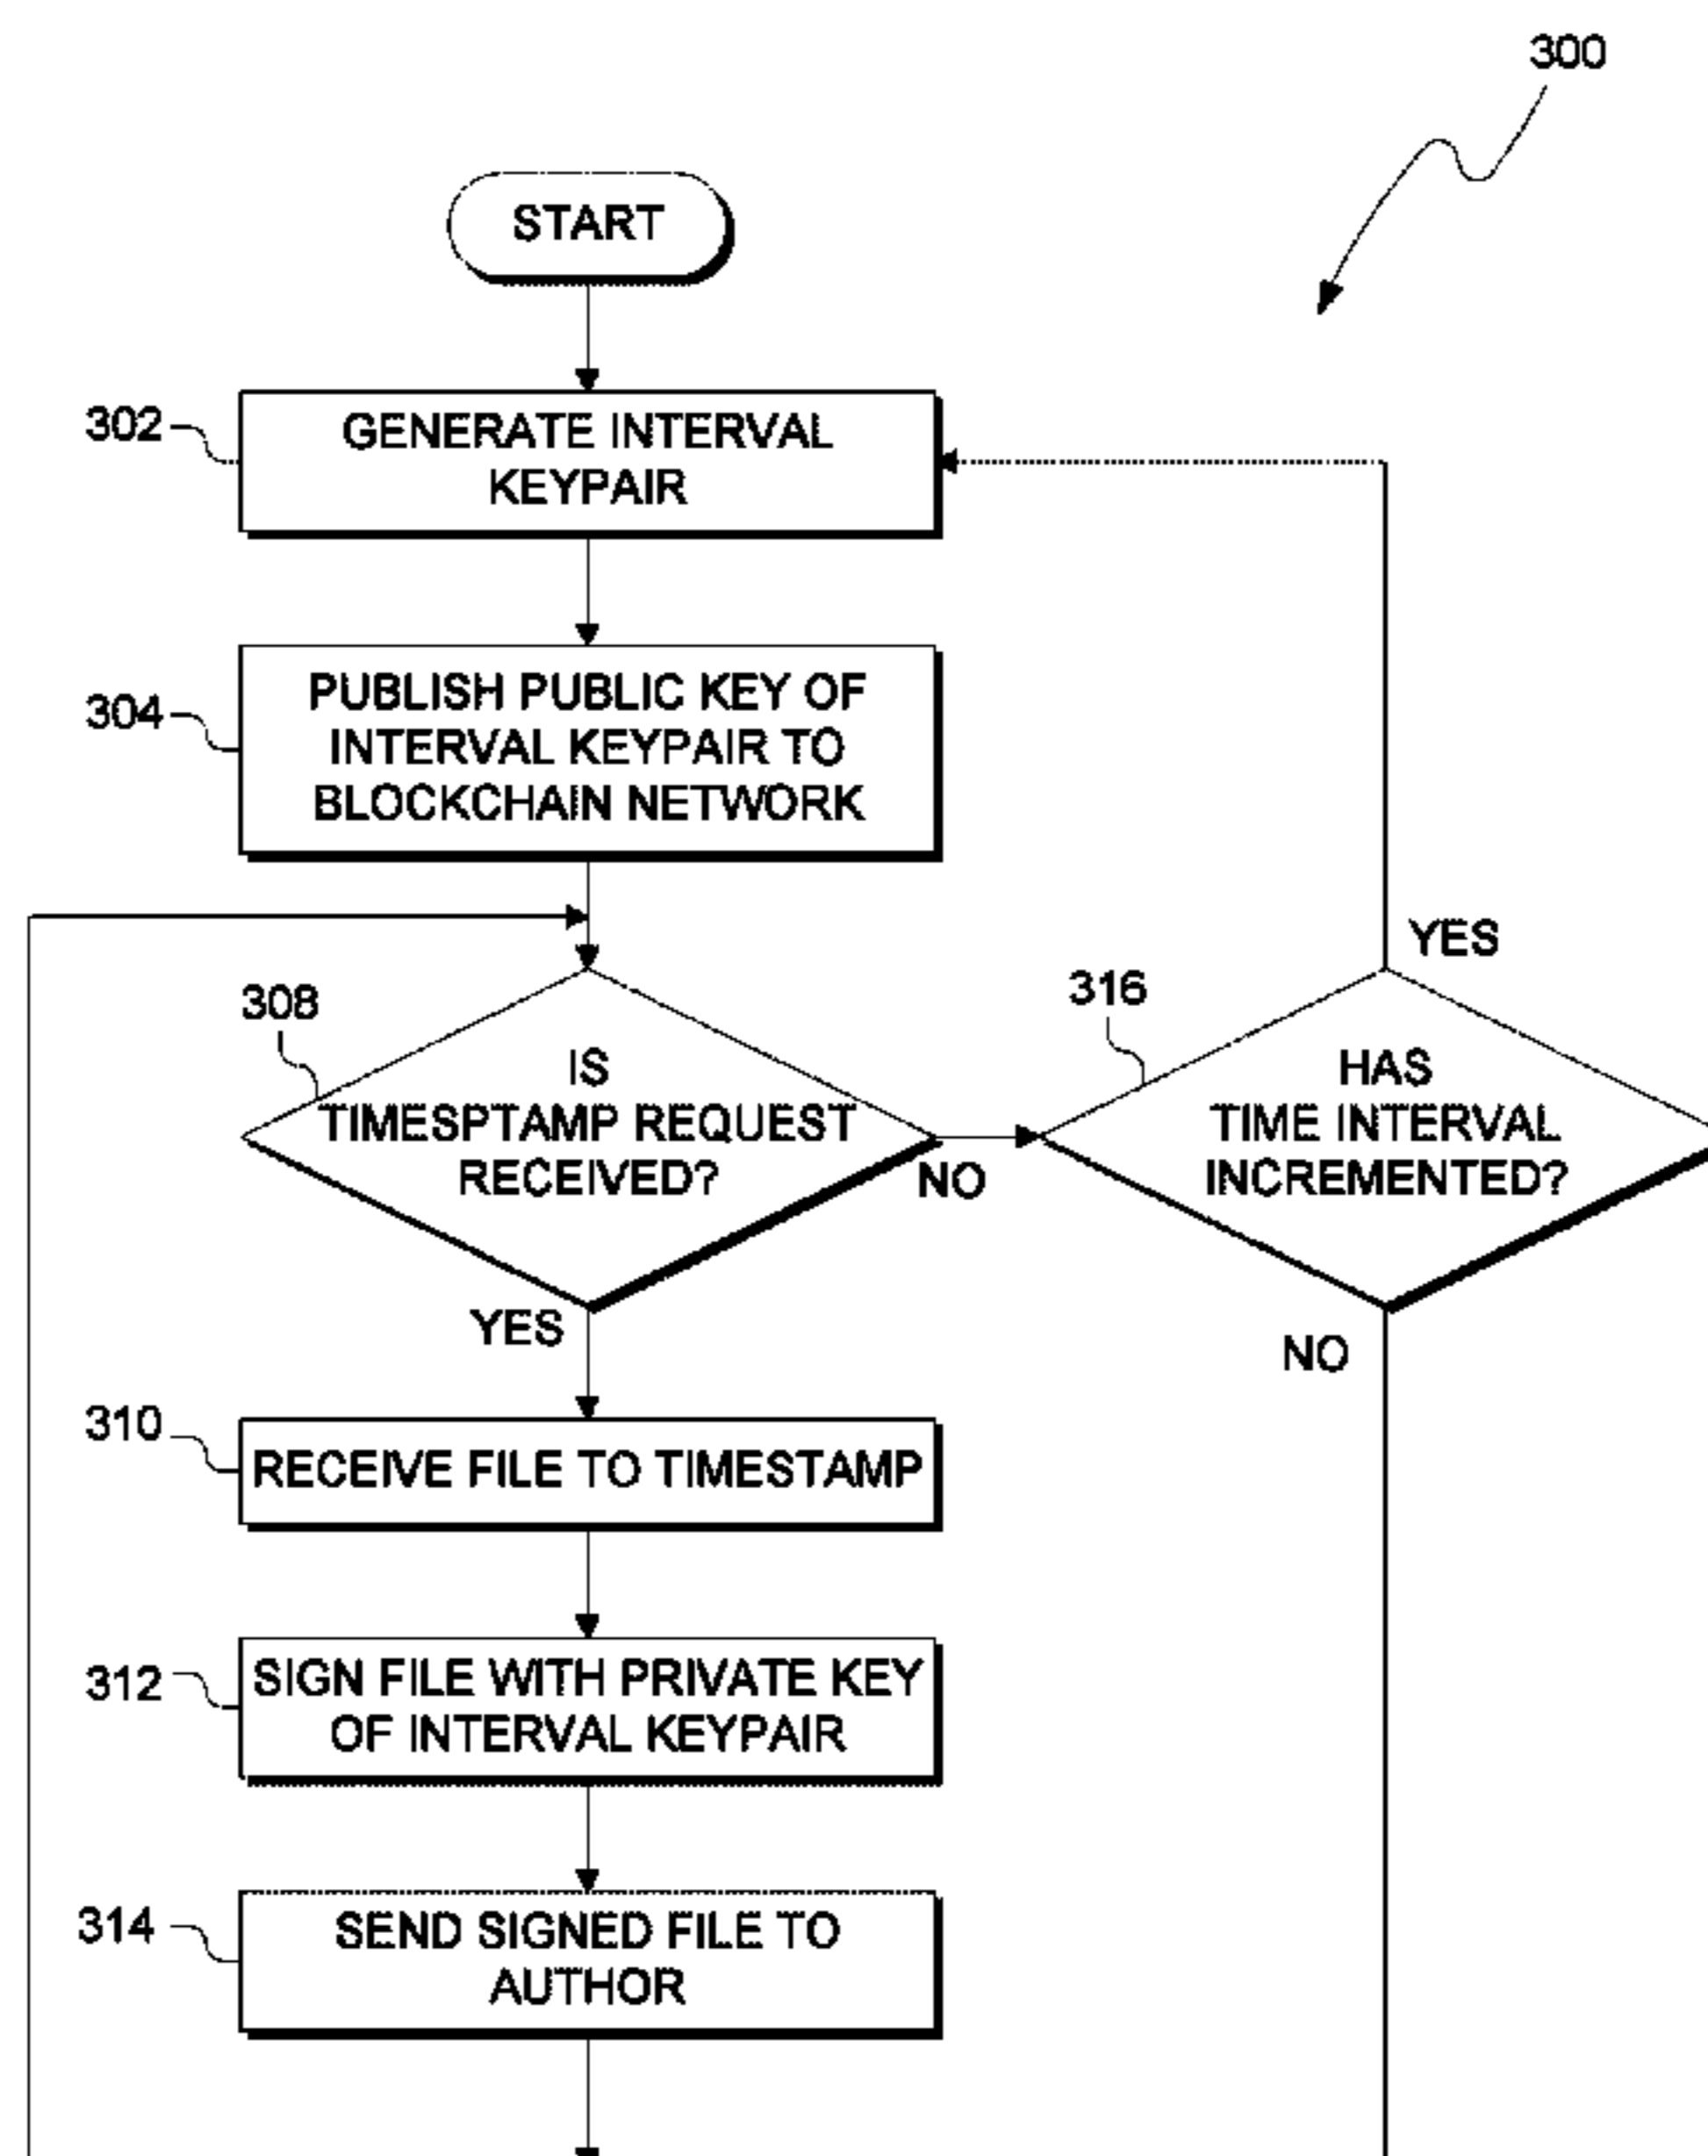 300
START
302
GENERATE INTERVAL
KEYPAIR
304
PUBLISH PUBLIC KEY OF
INTERVAL KEYPAIR TO
BLOCKCHAIN NETWORK
YES
308
316
IS
TIMESPTAMP REQUEST
RECEIVED?
HAS
TIME INTERVAL
INCREMENTED?
NO
YES
NO
310
RECEIVE FILE TO TIMESTAMP
312
SIGN FILE WITH PRIVATE KEY
OF INTERVAL KEYPAIR
314
SEND SIGNED FILE TO
AUTHOR